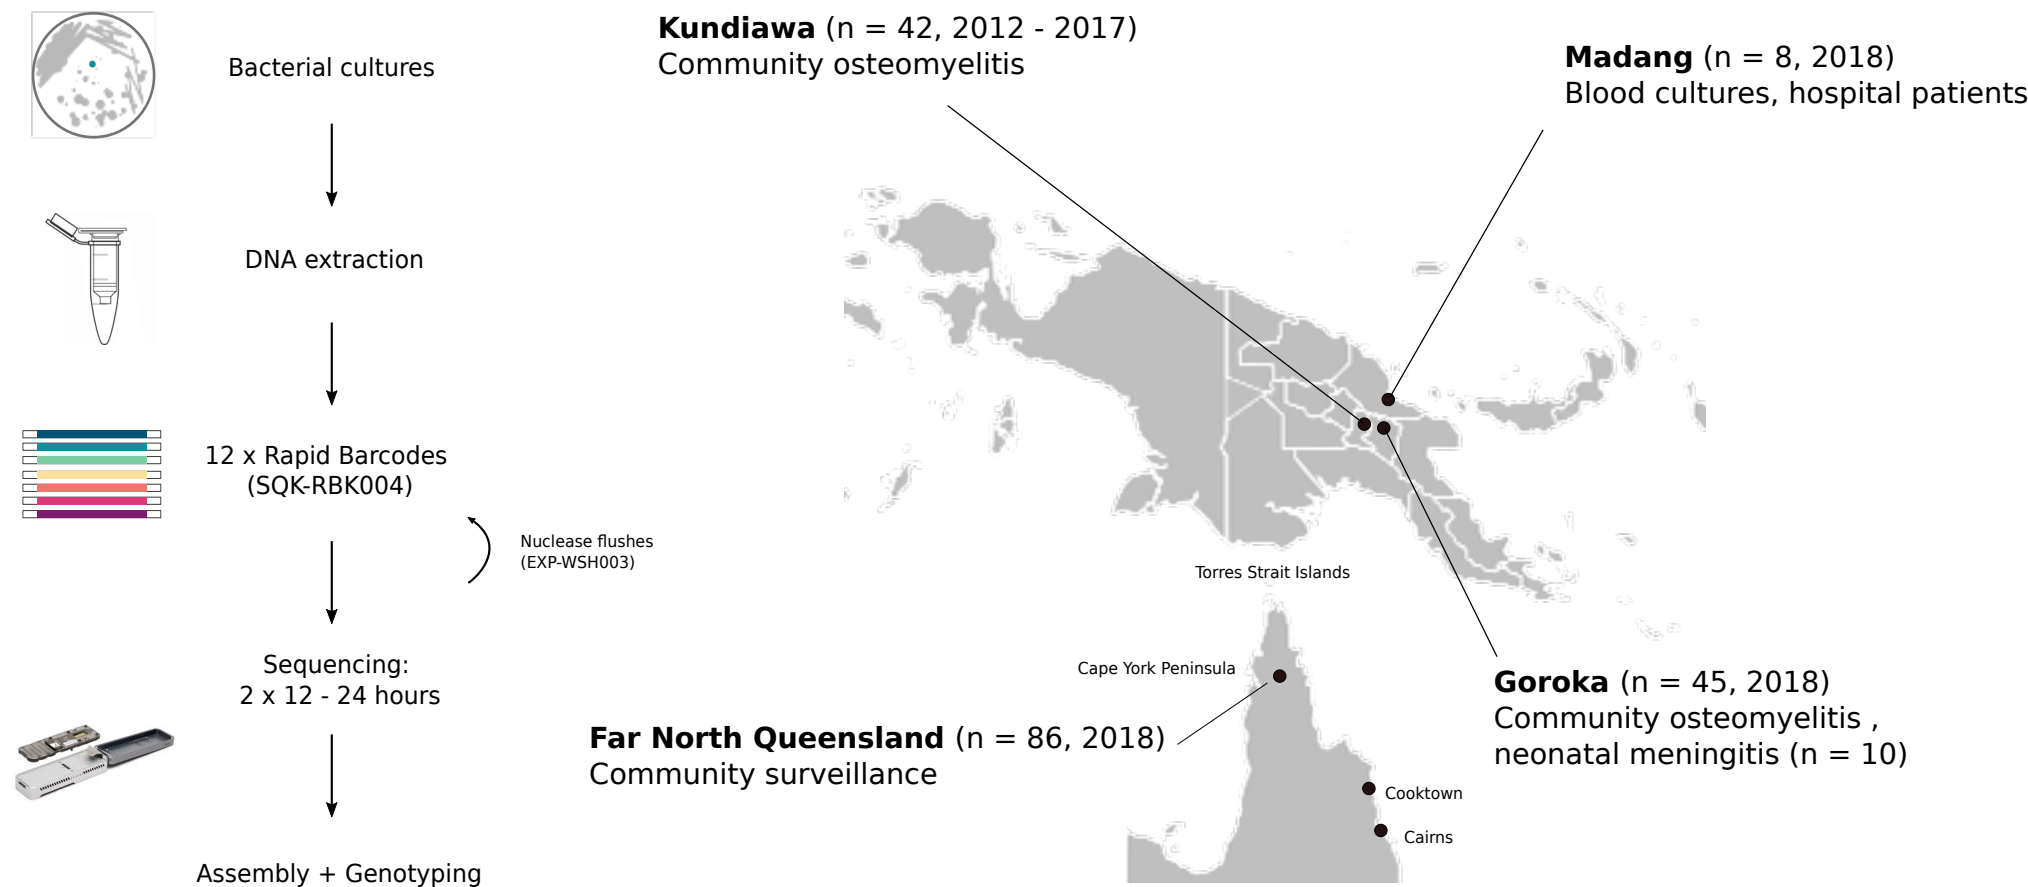 Bacterial cultures
DNA extraction
12 x Rapid Barcodes
(SQK-RBK004)
Nuclease flushes
(EXP-WSH003)
Sequencing:
2 x 12 - 24 hours
Assembly + Genotyping
Kundiawa (n = 42, 2012 - 2017)
Community osteomyelitis
Madang (n = 8, 2018)
Blood cultures, hospital patients
Torres Strait Islands
Cape York Peninsula
Far North Queensland (n = 86, 2018)
Community surveillance
Goroka (n = 45, 2018)
Community osteomyelitis ,
neonatal meningitis (n = 10)
Cooktown
Cairns